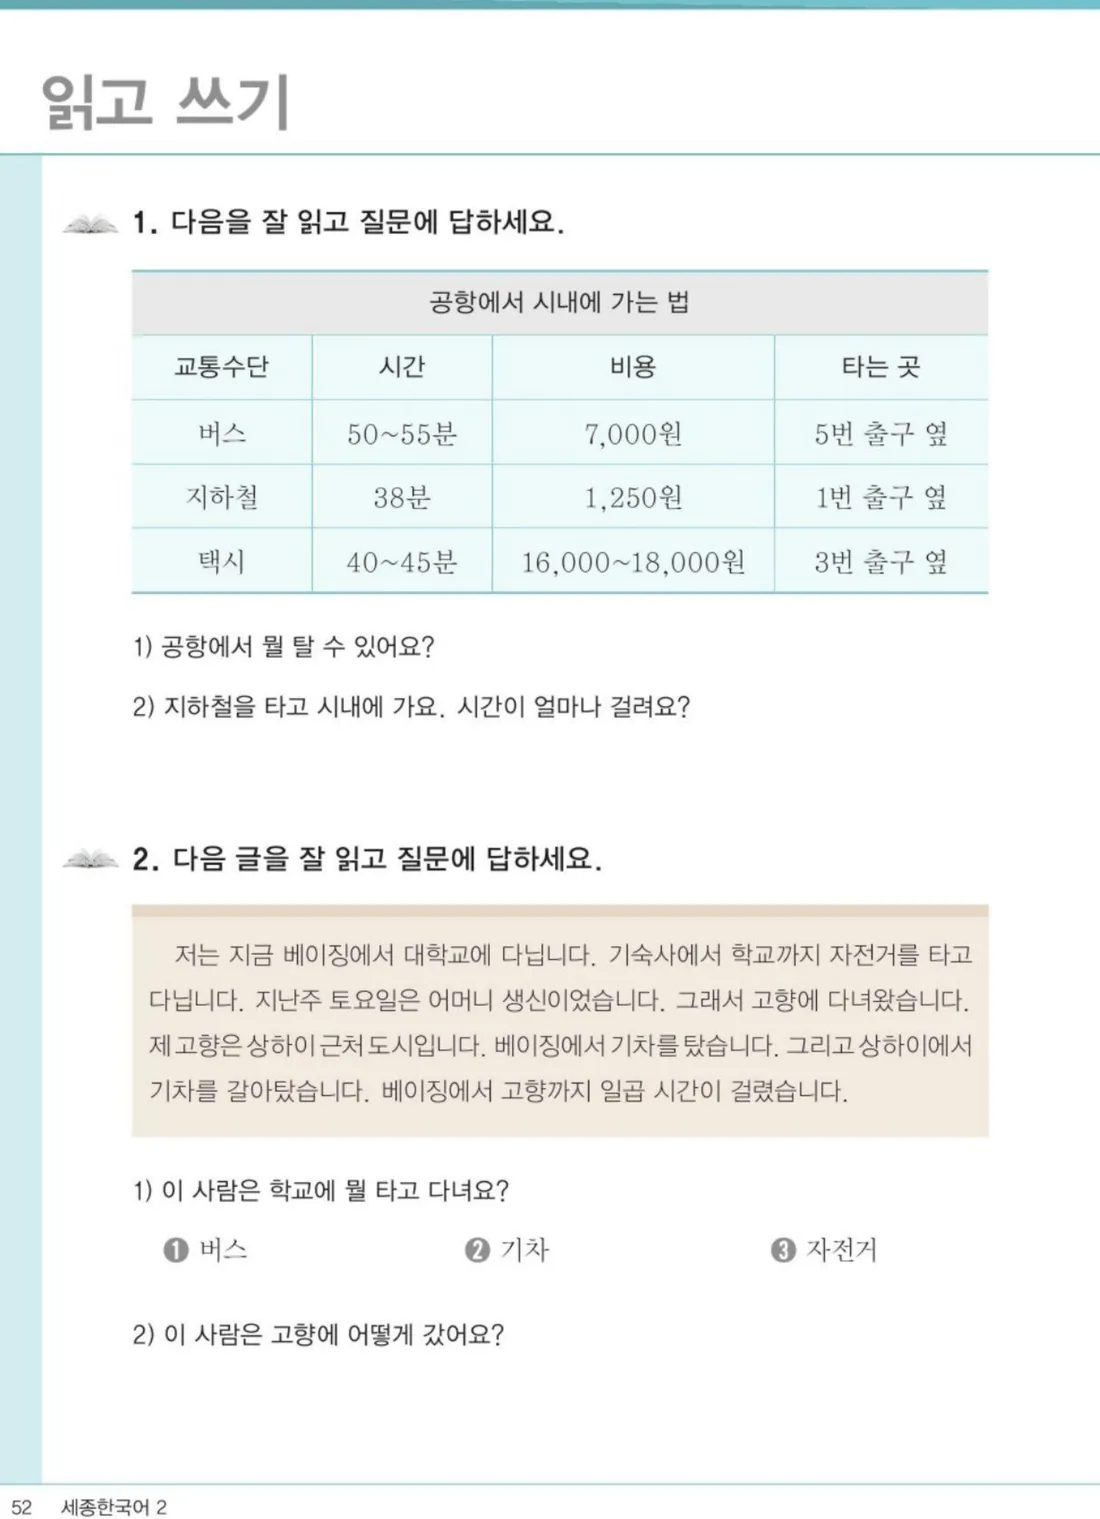 읽고 쓰기
1. 다음을 잘 읽고 질문에 답하세요.
공항에서 시내에 가는 법
교통수단 시간 비용 타는 곳
버스 50~55분 7,000원 5번 출구 옆
지하철 38분 1,250원 1번 출구 옆
택시 40~45분 16,000~18,000원 3번 출구 옆
1) 공항에서 뭘 탈 수 있어요?
2) 지하철을 타고 시내에 가요. 시간이 얼마나 걸려요?
2. 다음 글을 잘 읽고 질문에 답하세요.
저는 지금 베이징에서 대학교에 다닙니다. 기숙사에서 학교까지 자전거를 타고
다닙니다. 지난주 토요일은 어머니 생신이었습니다. 그래서 고향에 다녀왔습니다.
제 고향은 상하이 근처 도시입니다. 베이징에서 기차를 탔습니다. 그리고 상하이에서
기차를 갈아탔습니다. 베이징에서 고향까지 일곱 시간이 걸렸습니다.
1) 이 사람은 학교에 뭘 타고 다녀요?
❶ 버스 ❷ 기차 ❸ 자전거
2) 이 사람은 고향에 어떻게 갔어요?
52 세종한국어 2